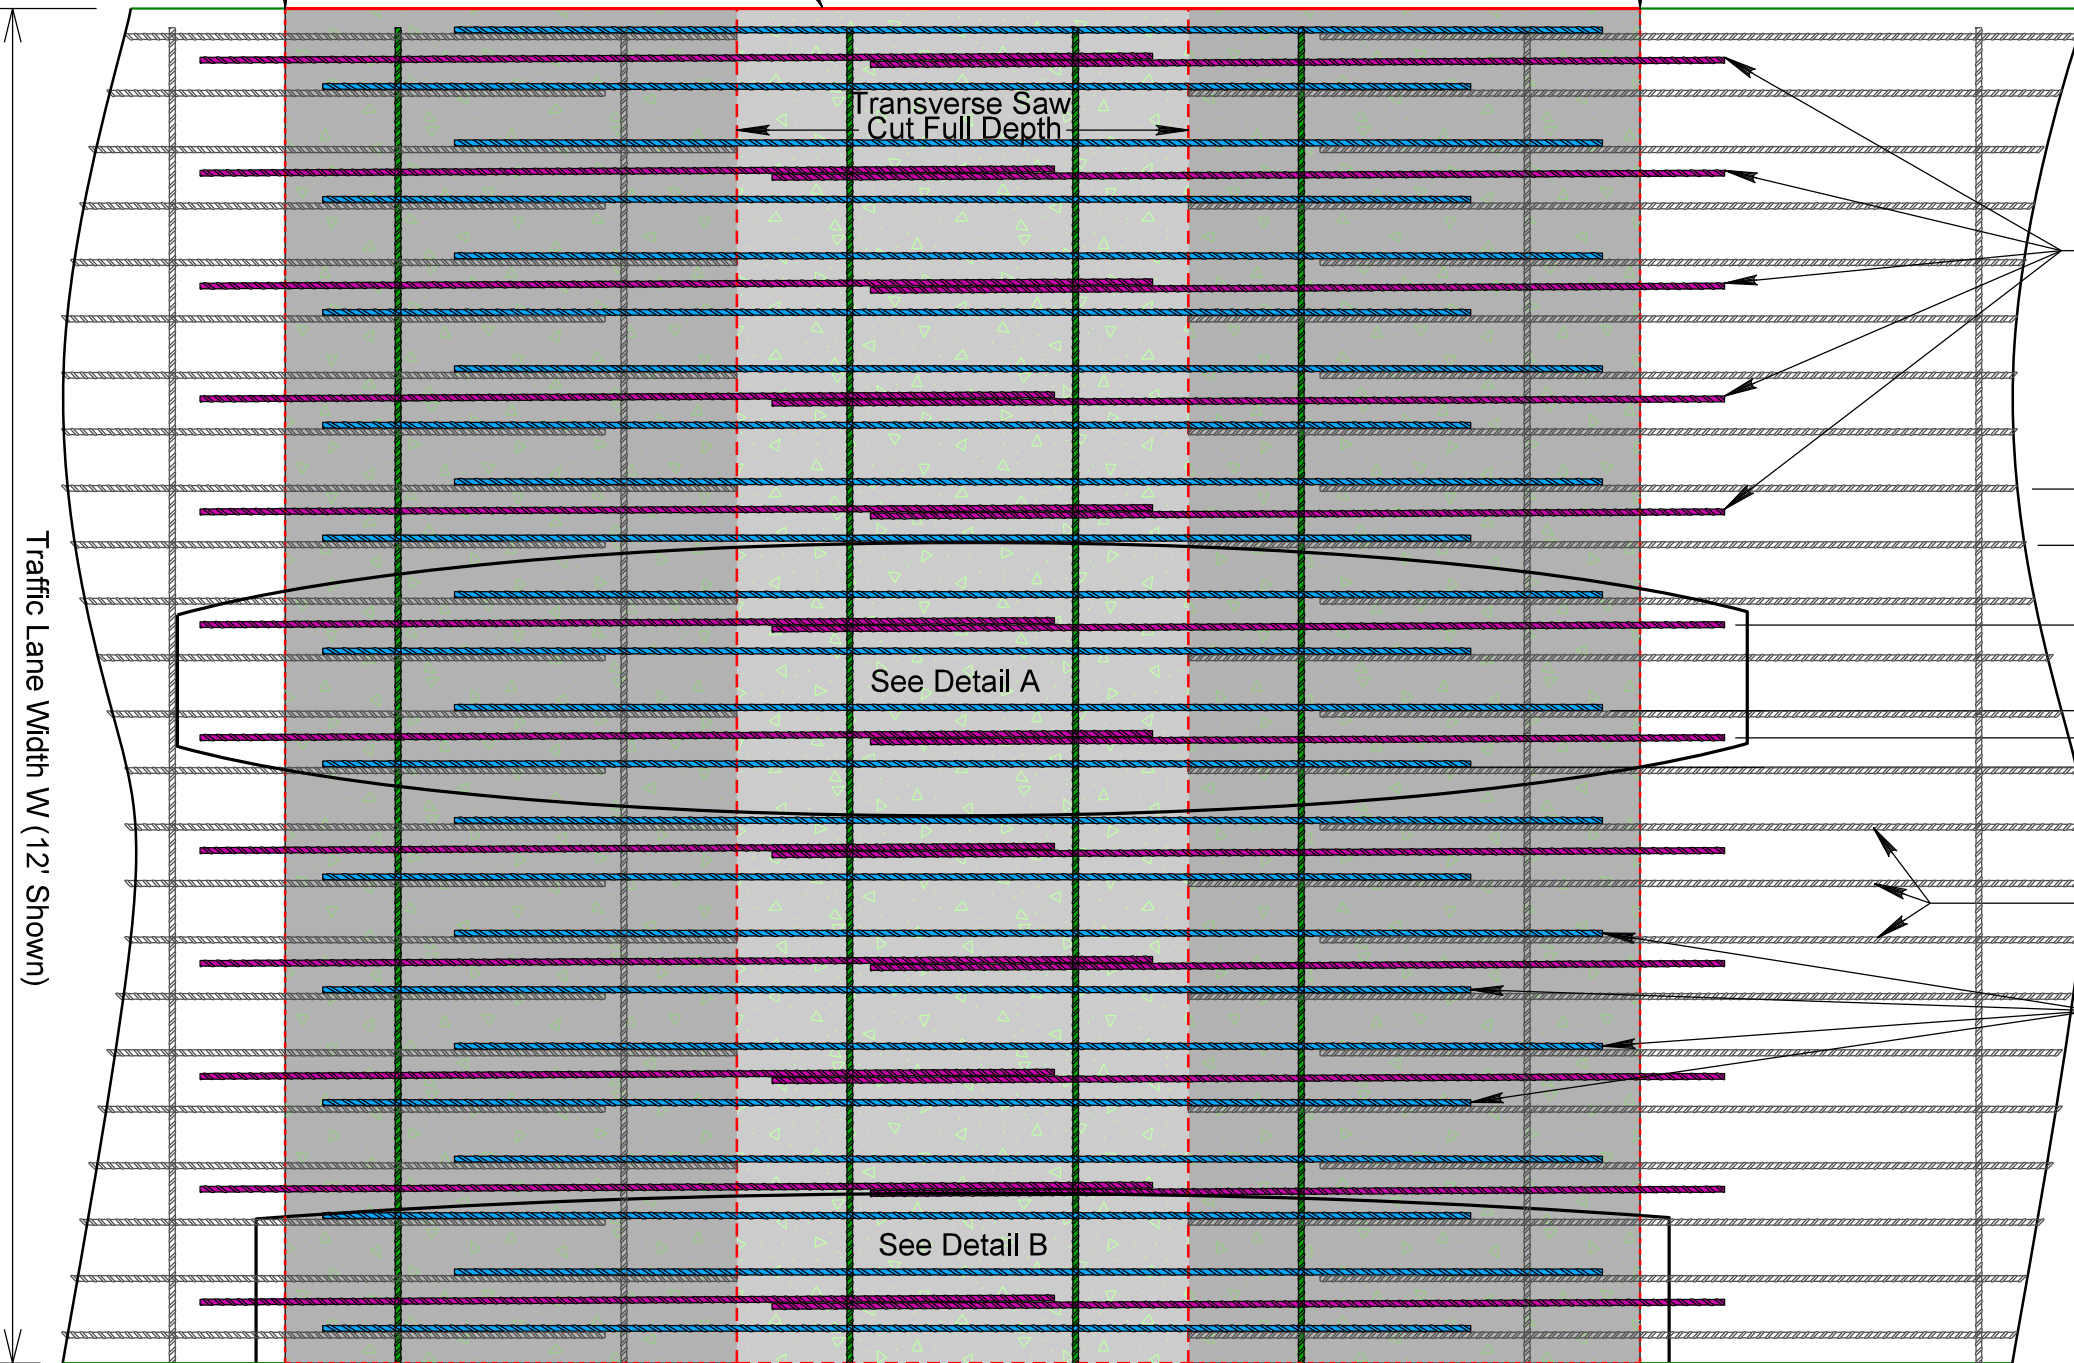 Transverse Saw
Cut Full Depth
Traffic Lane Width W (12' Shown)
See Detail A
See Detail B